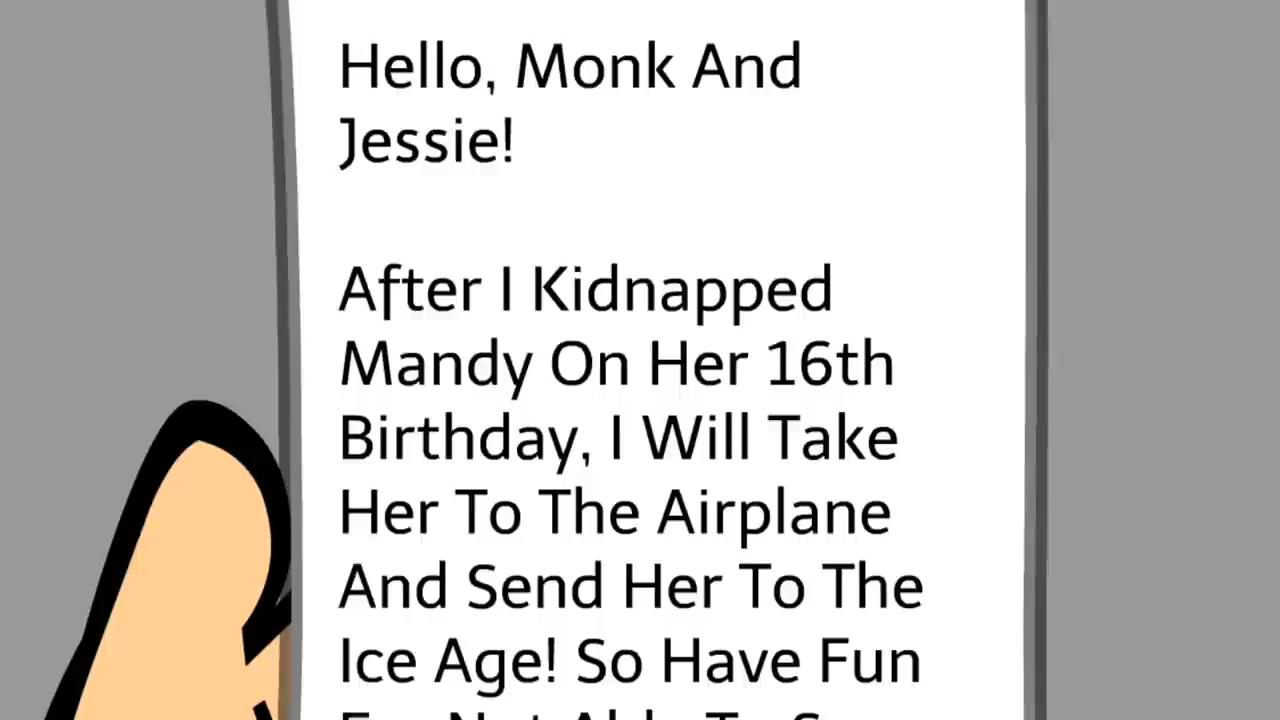 Hello, Monk And
Jessie!
After I Kidnapped
Mandy On Her 16th
Birthday, I Will Take
Her To The Airplane
And Send Her To The
Ice Age! So Have Fun